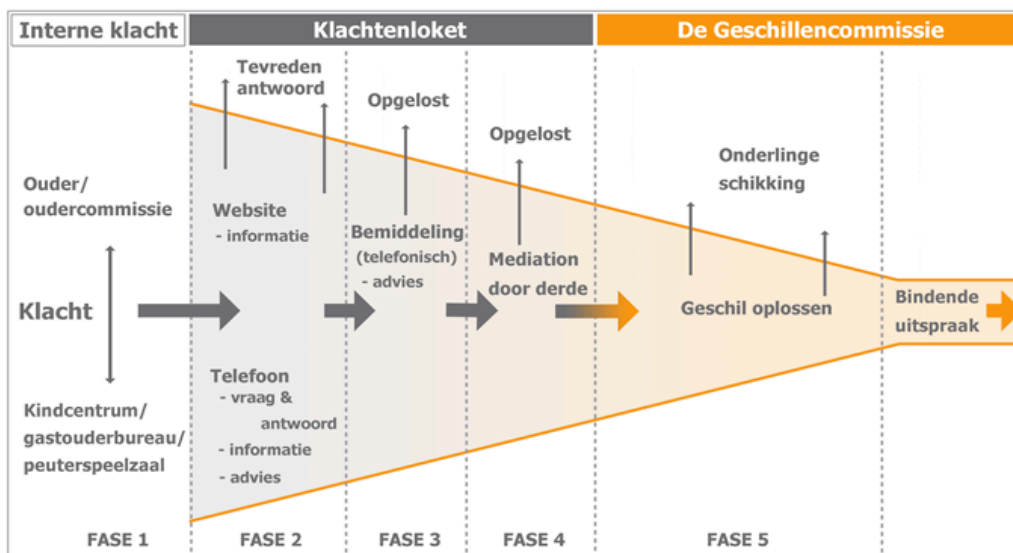 Interne klacht
Klachtenloket
De Geschillencommissie
Ouder/
oudercommissie
Klacht
Kindcentrum/
gastouderbureau/
peuterspeelzaal
Tevreden
antwoord
Website
- informatie
Telefoon
- vraag &
antwoord
- informatie
- advies
Opgelost
Bemiddeling
(telefonisch)
- advies
Opgelost
Mediation
door derde
Onderlinge
schikking
Geschil oplossen
Bindende
uitspraak
FASE 1
FASE 2
FASE 3
FASE 4
FASE 5